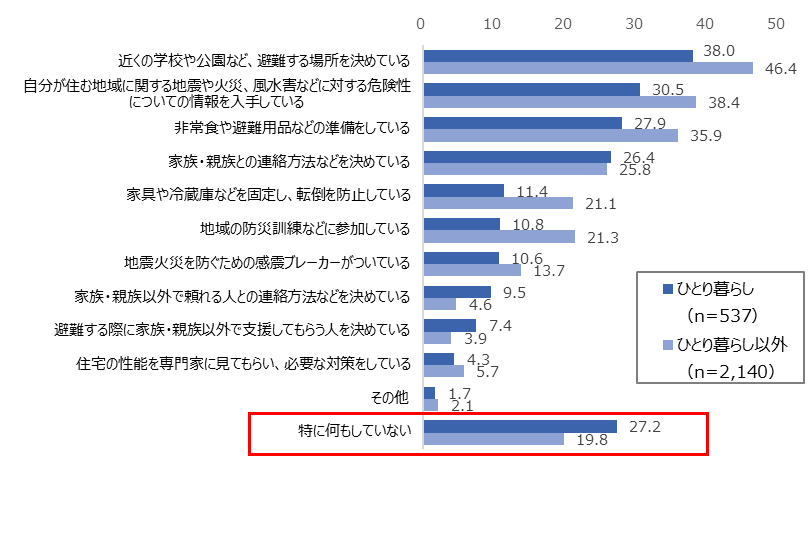 0 10 20 30 40 50
近くの学校や公園など、避難する場所を決めている 38.0
46.4
自分が住む地域に関する地震や火災、風水害などに対する危険性
についての情報を入手している
30.5
38.4
非常食や避難用品などの準備をしている 27.9
35.9
家族・親族との連絡方法などを決めている 26.4
25.8
家具や冷蔵庫などを固定し、転倒を防止している 11.4
21.1
地域の防災訓練などに参加している 10.8
21.3
地震火災を防ぐための感震ブレーカーがついている 10.6
13.7
家族・親族以外で頼れる人との連絡方法などを決めている 9.5
4.6
避難する際に家族・親族以外で支援してもらう人を決めている 7.4
3.9
住宅の性能を専門家に見てもらい、必要な対策をしている 4.3
5.7
その他 1.7
2.1
特に何もしていない 27.2
19.8
ひとり暮らし
（n=537）
ひとり暮らし以外
（n=2,140）